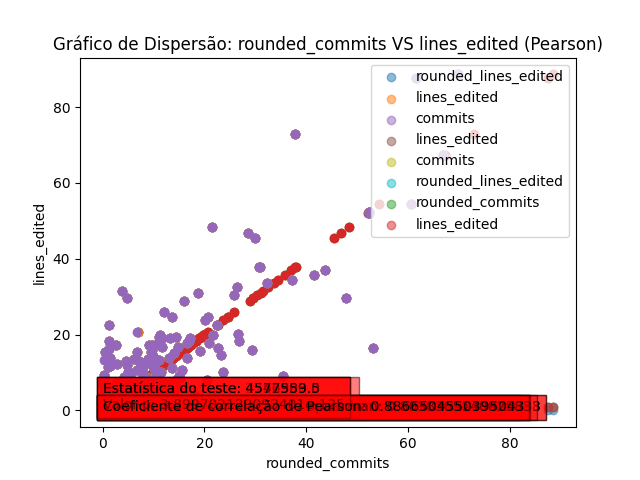 Gráfico de Dispersão: rounded_commits VS lines_edited (Pearson)
rounded_lines_edited
lines_edited
commits
lines_edited
commits
rounded_lines_edited
rounded_commits
lines_edited
80
60
40
20
0
lines_edited
Estatística do teste:
Coeficiente de correlação de Pearson:
0
20
40
60
80
rounded_commits